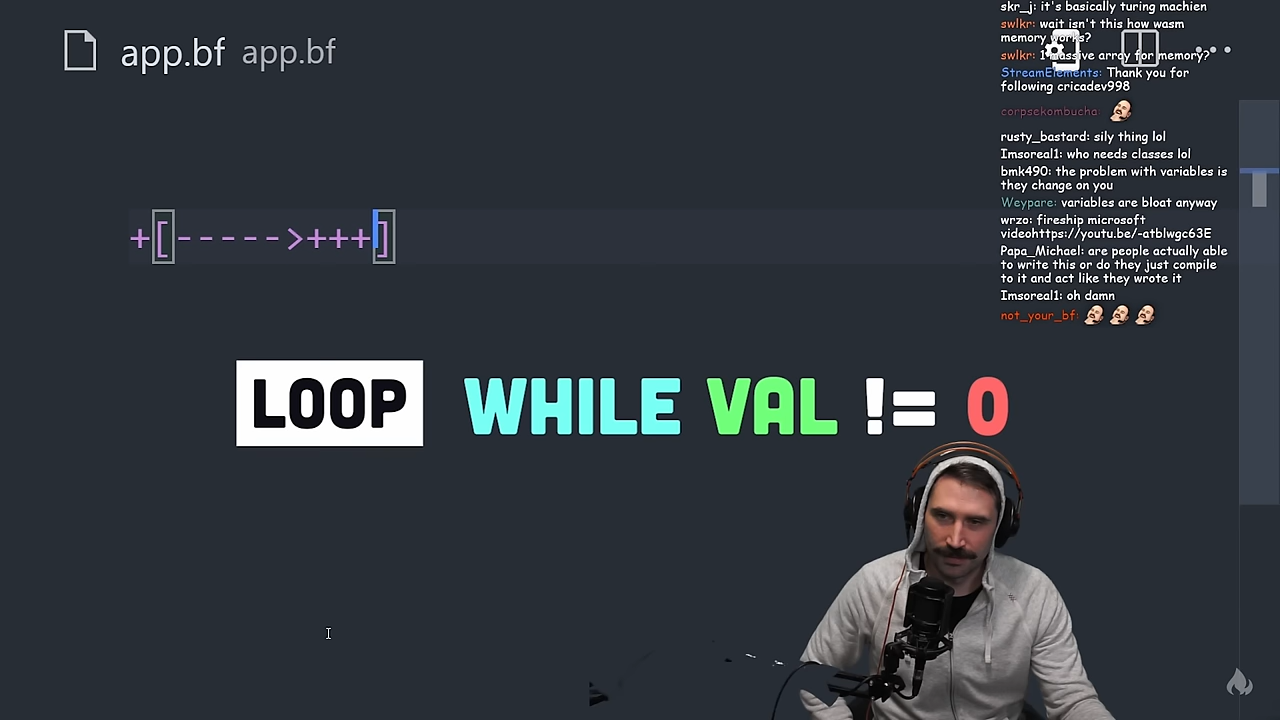 app.bf app.bf
+[----->+++]
LOOP WHILE VAL != 0
skr_j: it's basically turing machien
swlkr: wait isn't this how wasm
memory works?
swlkr: 1 massive array for memory?
StreamElements: Thank you for
following cricadev998
corpsekombucha:
rusty_bastard: sily thing lol
Imsoreal1: who needs classes lol
bmk490: the problem with variables is
they change on you
Weypare: variables are bloat anyway
wrzo: fireship microsoft
videohttps://youtu.be/-atblwgc63E
Papa_Michael: are people actually able
to write this or do they just compile
to it and act like they wrote it
Imsoreal1: oh damn
not_your_bf: